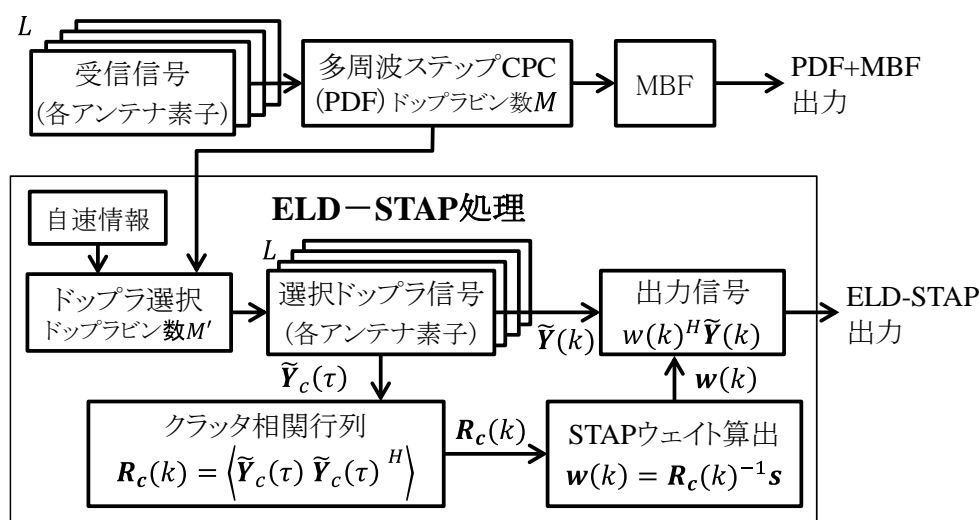 L
受信信号
(各アンテナ素子)
多周波ステップCPC
(PDF)ドップラビン数M
MBF
PDF+MBF
出力
ELD－STAP処理
自速情報
ドップラ選択
ドップラビン数M′
L
選択ドップラ信号
(各アンテナ素子)
Ỹ(k)
出力信号
w(k)^H Ỹ(k)
ELD-STAP
出力
Ỹ_c(τ)
w(k)
クラッタ相関行列
R_c(k) = ⟨Ỹ_c(τ) Ỹ_c(τ)^H⟩
R_c(k)
STAPウェイト算出
w(k) = R_c(k)^{-1}s